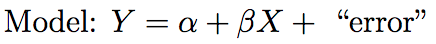 Model: Y = α + βX + “error”